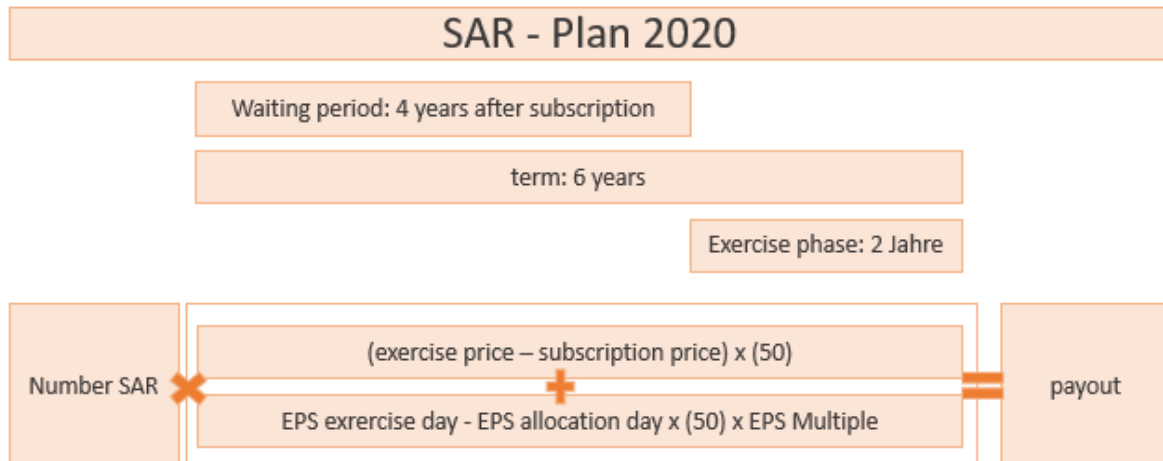 SAR - Plan 2020
Waiting period: 4 years after subscription
term: 6 years
Exercise phase: 2 Jahre
Number SAR
(exercise price – subscription price) x (50)
EPS exrercise day - EPS allocation day x (50) x EPS Multiple
payout